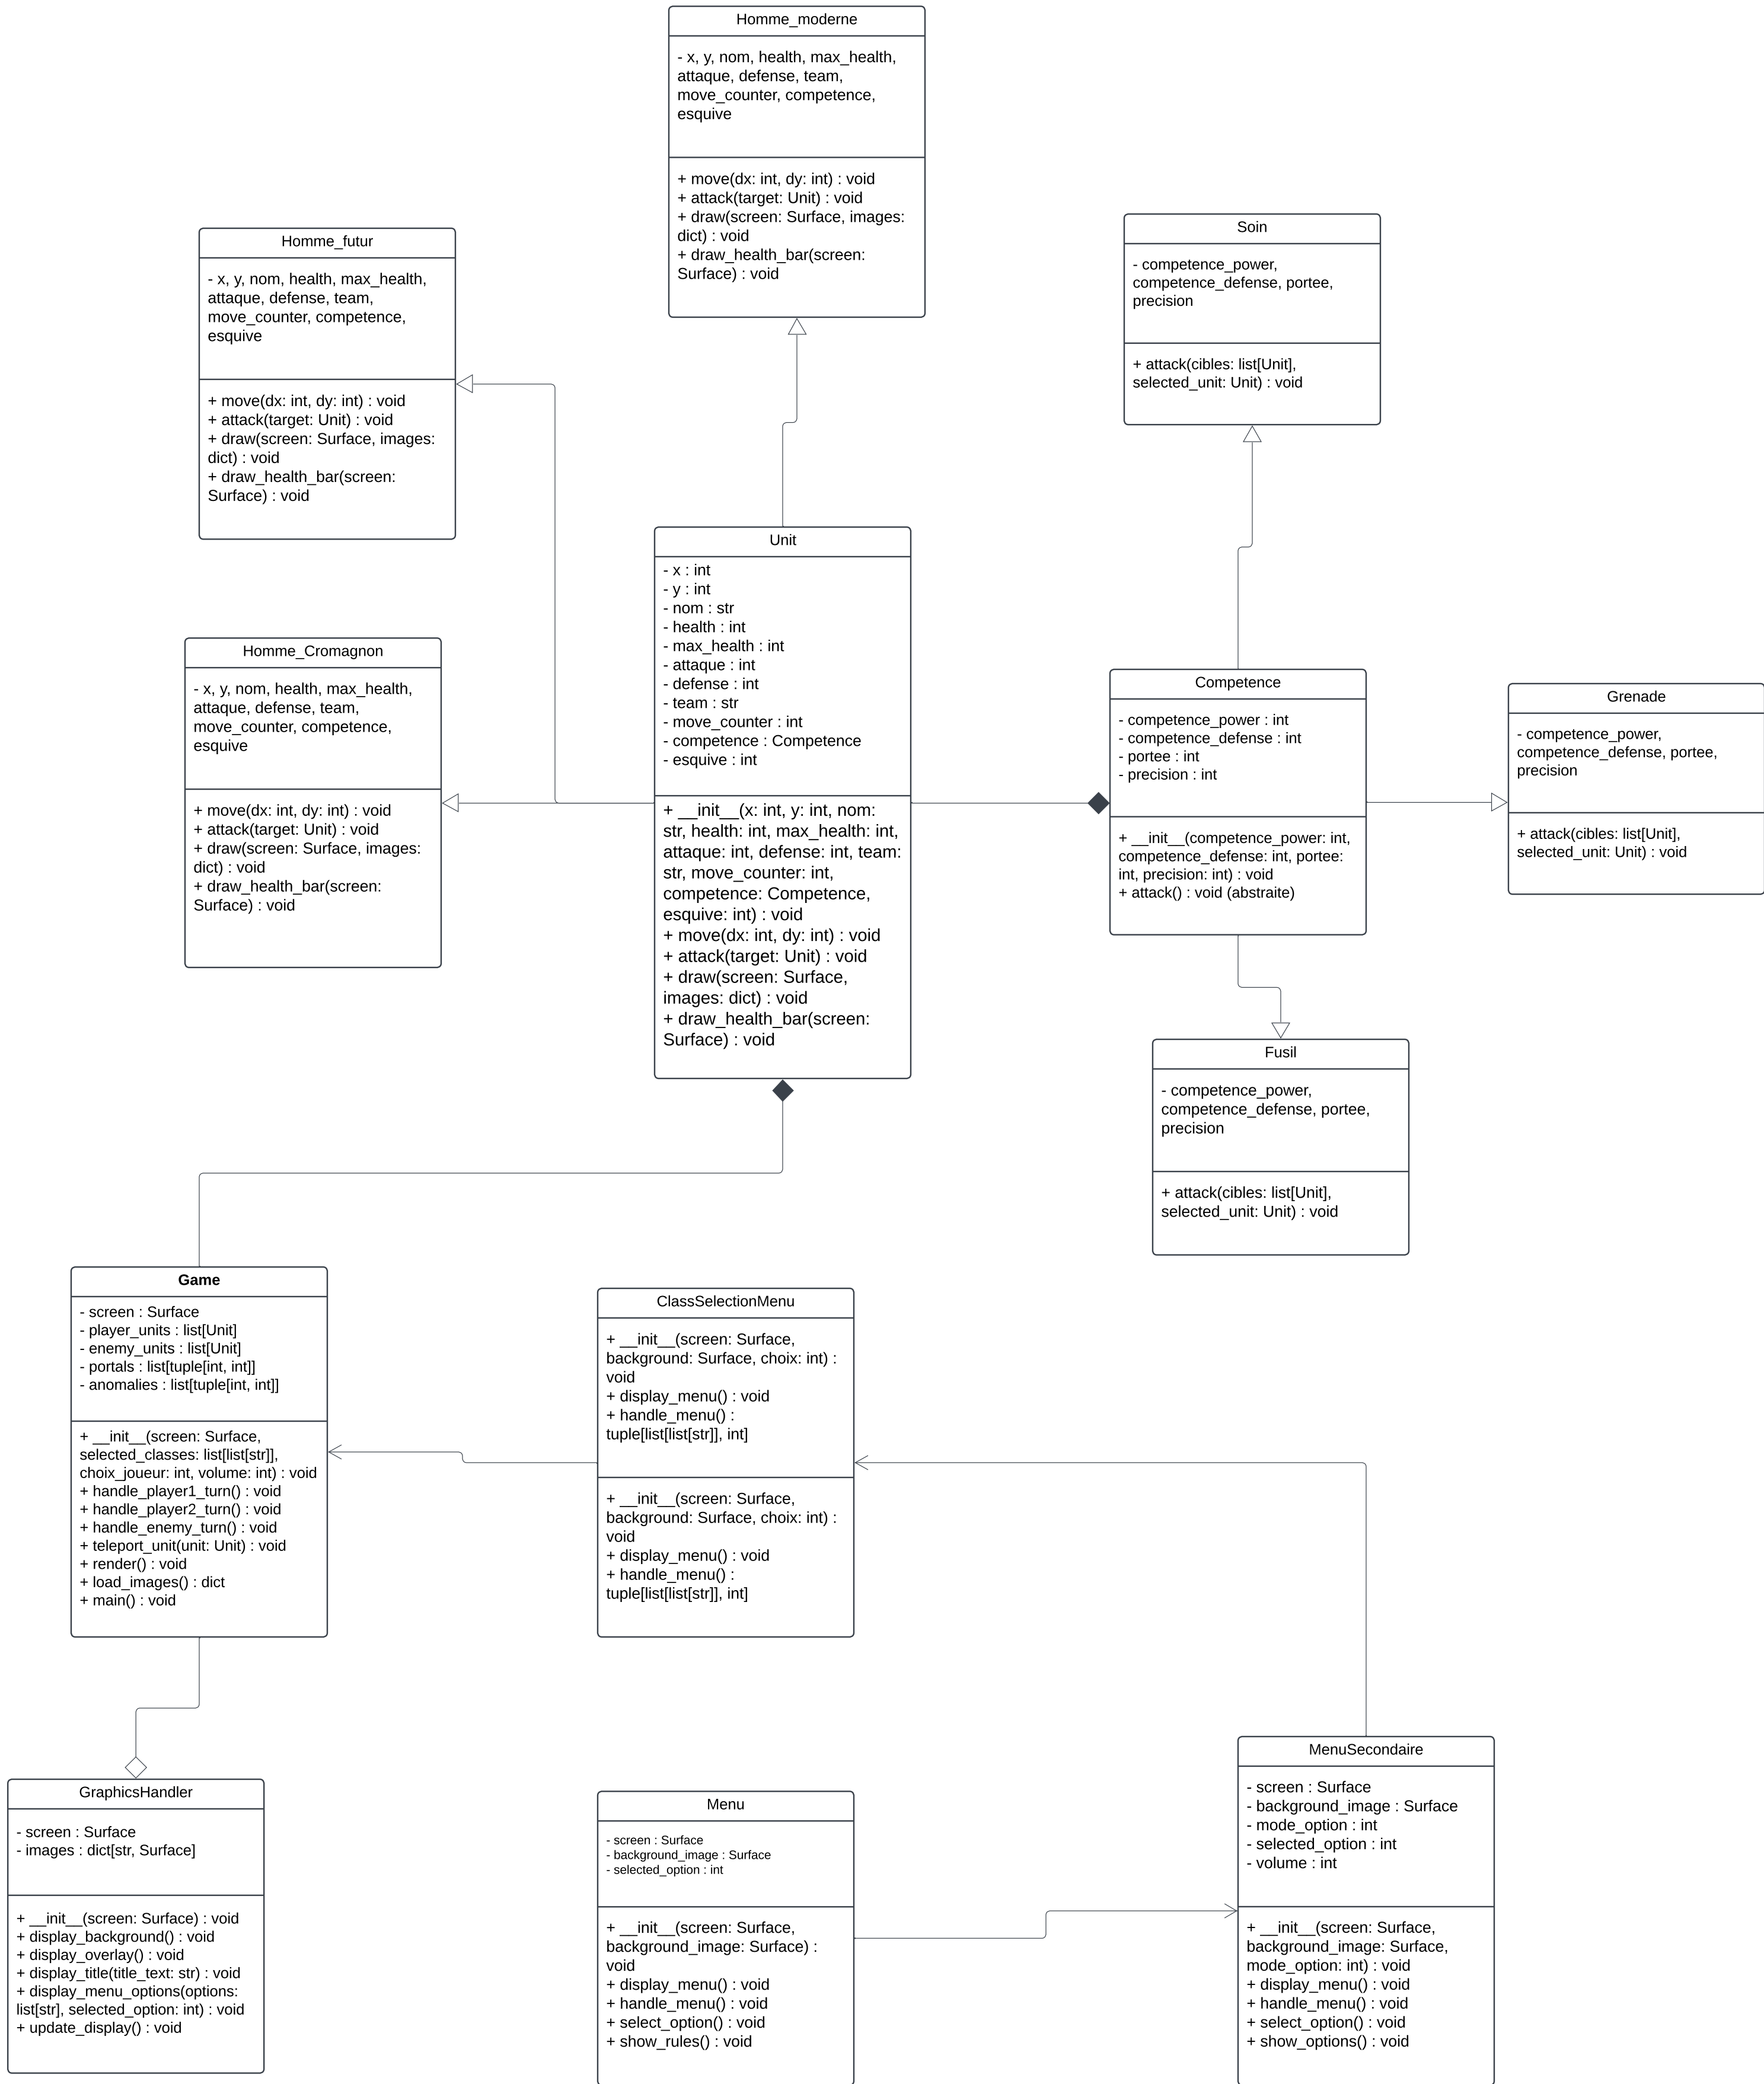 Homme_moderne
- x, y, nom, health, max_health,
attaque, defense, team,
move_counter, competence,
esquive
+ move(dx: int, dy: int) : void
+ attack(target: Unit) : void
+ draw(screen: Surface, images:
dict) : void
+ draw_health_bar(screen:
Surface) : void
Homme_futur
- x, y, nom, health, max_health,
attaque, defense, team,
move_counter, competence,
esquive
+ move(dx: int, dy: int) : void
+ attack(target: Unit) : void
+ draw(screen: Surface, images:
dict) : void
+ draw_health_bar(screen:
Surface) : void
Soin
- competence_power,
competence_defense, portee,
precision
+ attack(cibles: list[Unit],
selected_unit: Unit) : void
Homme_Cromagnon
- x, y, nom, health, max_health,
attaque, defense, team,
move_counter, competence,
esquive
+ move(dx: int, dy: int) : void
+ attack(target: Unit) : void
+ draw(screen: Surface, images:
dict) : void
+ draw_health_bar(screen:
Surface) : void
Unit
- x : int
- y : int
- nom : str
- health : int
- max_health : int
- attaque : int
- defense : int
- team : str
- move_counter : int
- competence : Competence
- esquive : int
+ __init__(x: int, y: int, nom:
str, health: int, max_health: int,
attaque: int, defense: int, team:
str, move_counter: int,
competence: Competence,
esquive: int) : void
+ move(dx: int, dy: int) : void
+ attack(target: Unit) : void
+ draw(screen: Surface,
images: dict) : void
+ draw_health_bar(screen:
Surface) : void
Competence
- competence_power : int
- competence_defense : int
- portee : int
- precision : int
+ __init__(competence_power: int,
competence_defense: int, portee:
int, precision: int) : void
+ attack() : void (abstraite)
Grenade
- competence_power,
competence_defense, portee,
precision
+ attack(cibles: list[Unit],
selected_unit: Unit) : void
Fusil
- competence_power,
competence_defense, portee,
precision
+ attack(cibles: list[Unit],
selected_unit: Unit) : void
Game
- screen : Surface
- player_units : list[Unit]
- enemy_units : list[Unit]
- portals : list[tuple[int, int]]
- anomalies : list[tuple[int, int]]
+ __init__(screen: Surface,
selected_classes: list[list[str]],
choix_joueur: int, volume: int) : void
+ handle_player1_turn() : void
+ handle_player2_turn() : void
+ handle_enemy_turn() : void
+ teleport_unit(unit: Unit) : void
+ render() : void
+ load_images() : dict
+ main() : void
ClassSelectionMenu
+ __init__(screen: Surface,
background: Surface, choix: int) :
void
+ display_menu() : void
+ handle_menu() :
tuple[list[list[str]], int]
+ __init__(screen: Surface,
background: Surface, choix: int) :
void
+ display_menu() : void
+ handle_menu() :
tuple[list[list[str]], int]
GraphicsHandler
- screen : Surface
- images : dict[str, Surface]
+ __init__(screen: Surface) : void
+ display_background() : void
+ display_overlay() : void
+ display_title(title_text: str) : void
+ display_menu_options(options:
list[str], selected_option: int) : void
+ update_display() : void
Menu
- screen : Surface
- background_image : Surface
- selected_option : int
+ __init__(screen: Surface,
background_image: Surface) :
void
+ display_menu() : void
+ handle_menu() : void
+ select_option() : void
+ show_rules() : void
MenuSecondaire
- screen : Surface
- background_image : Surface
- mode_option : int
- selected_option : int
- volume : int
+ __init__(screen: Surface,
background_image: Surface,
mode_option: int) : void
+ display_menu() : void
+ handle_menu() : void
+ select_option() : void
+ show_options() : void